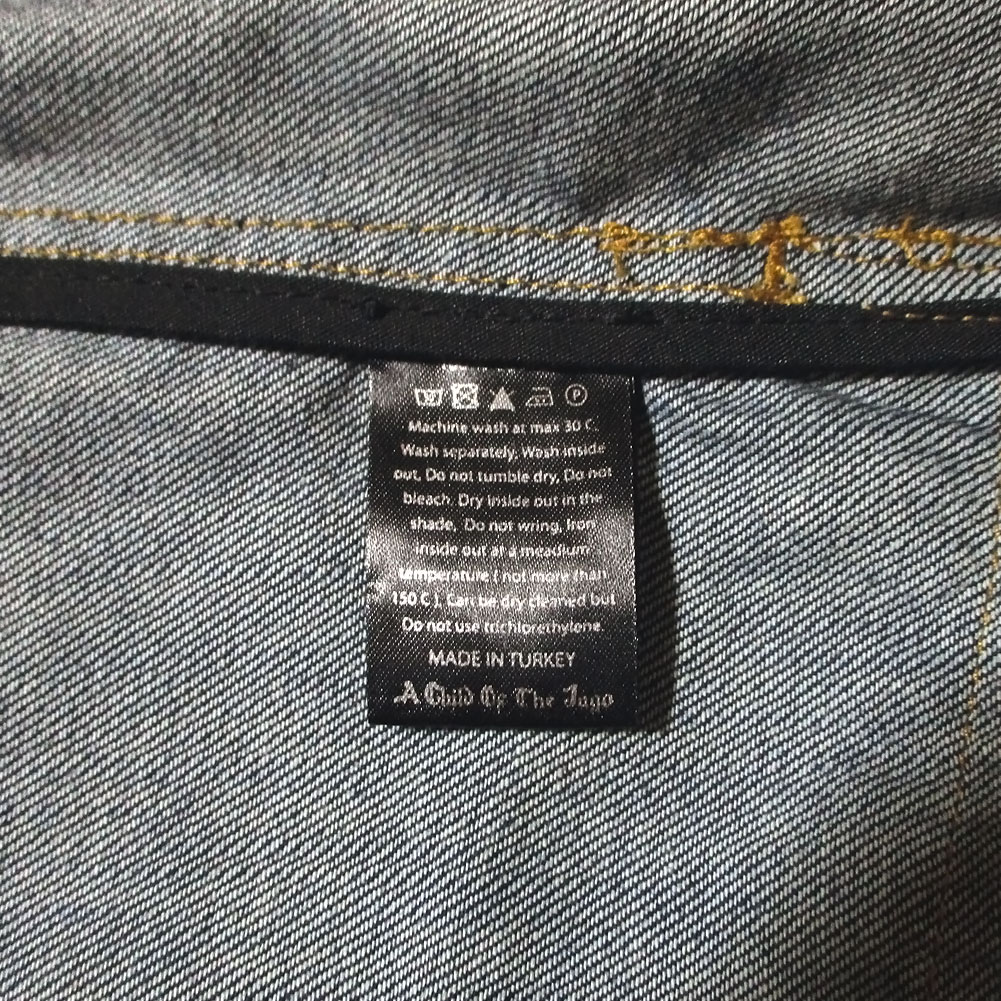 Machine wash at max 30 C.
Wash separately, Wash inside
out, Do not tumble dry, Do not
bleach. Dry inside out in the
shade. Do not wring, Iron
inside out at a meadium
temperature ( not more than
150 C ). Can be dry cleaned but
Do not use trichlorethylene.
MADE IN TURKEY
A Child Of The Jago